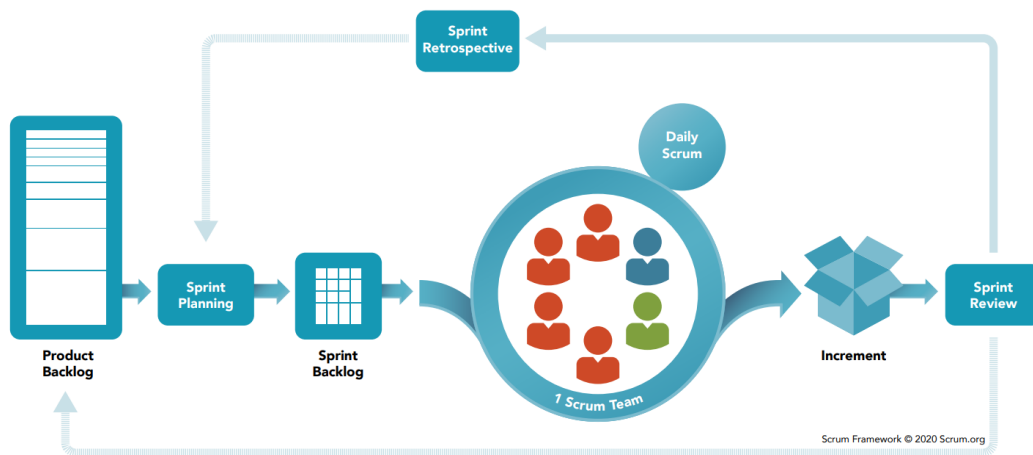 Sprint
Retrospective
Daily
Scrum
Sprint
Planning
Sprint
Review
Product
Backlog
Sprint
Backlog
Increment
1 Scrum Team
Scrum Framework © 2020 Scrum.org